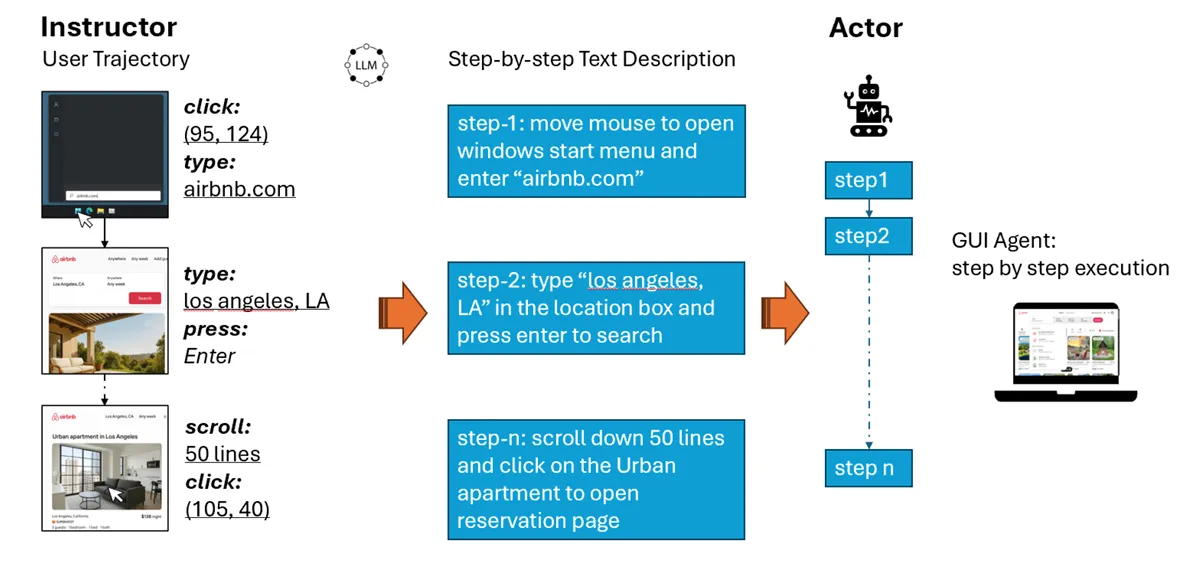 Instructor
User Trajectory
LLM
Step-by-step Text Description
Actor
click:
(95, 124)
type:
airbnb.com
airbnb.com
step-1: move mouse to open
windows start menu and
enter “airbnb.com”
step1
step2
step n
GUI Agent:
step by step execution
airbnb
Anywhere Any week Add gue
Where
Los Angeles, CA
Anywhere
Any week
Search
type:
los angeles, LA
press:
Enter
step-2: type “los angeles,
LA” in the location box and
press enter to search
airbnb
Los Angeles, CA Any week
Urban apartment in Los Angeles
Los Angeles, California
$138 night
scroll:
50 lines
click:
(105, 40)
step-n: scroll down 50 lines
and click on the Urban
apartment to open
reservation page